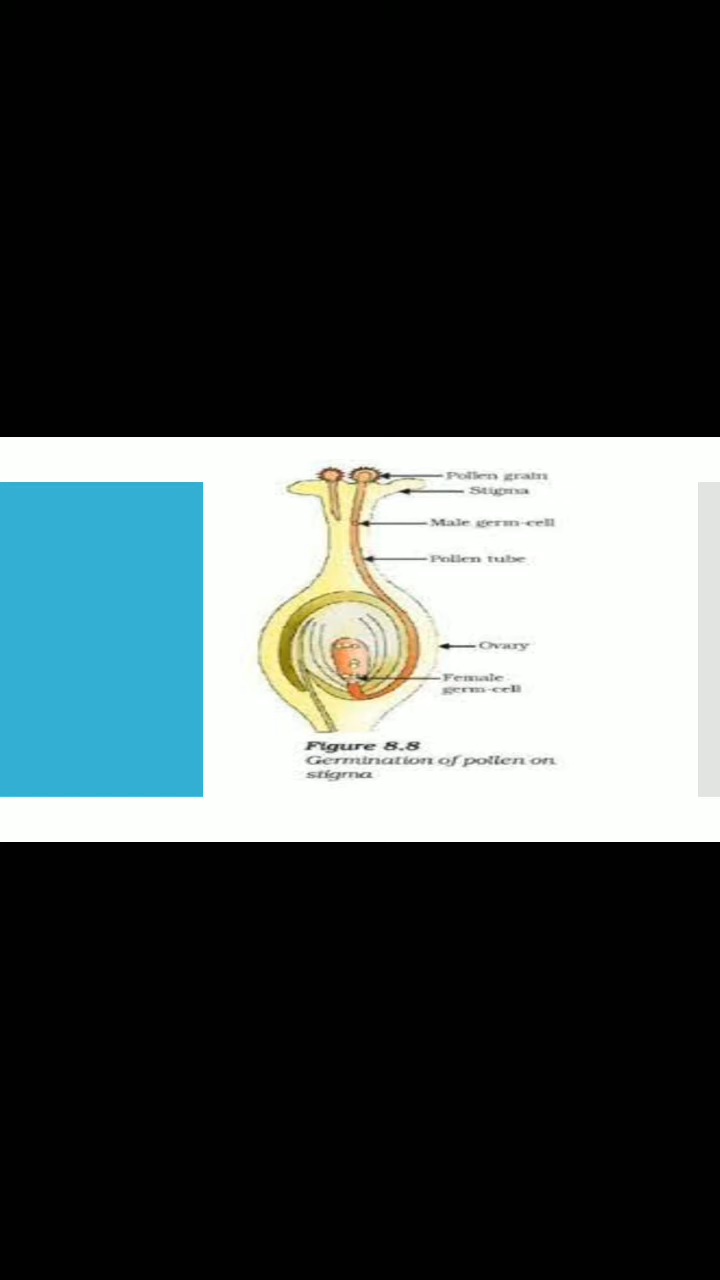 Pollen grain
Stigma
Male germ-cell
Pollen tube
Ovary
Female
germ-cell
Figure 8.8
Germination of pollen on
stigma